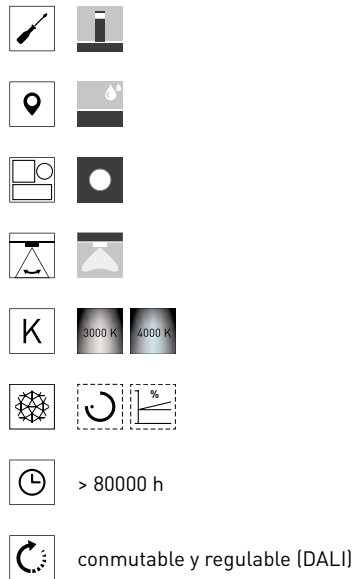 K 3000 K 4000 K
%
> 80000 h
conmutable y regulable (DALI)